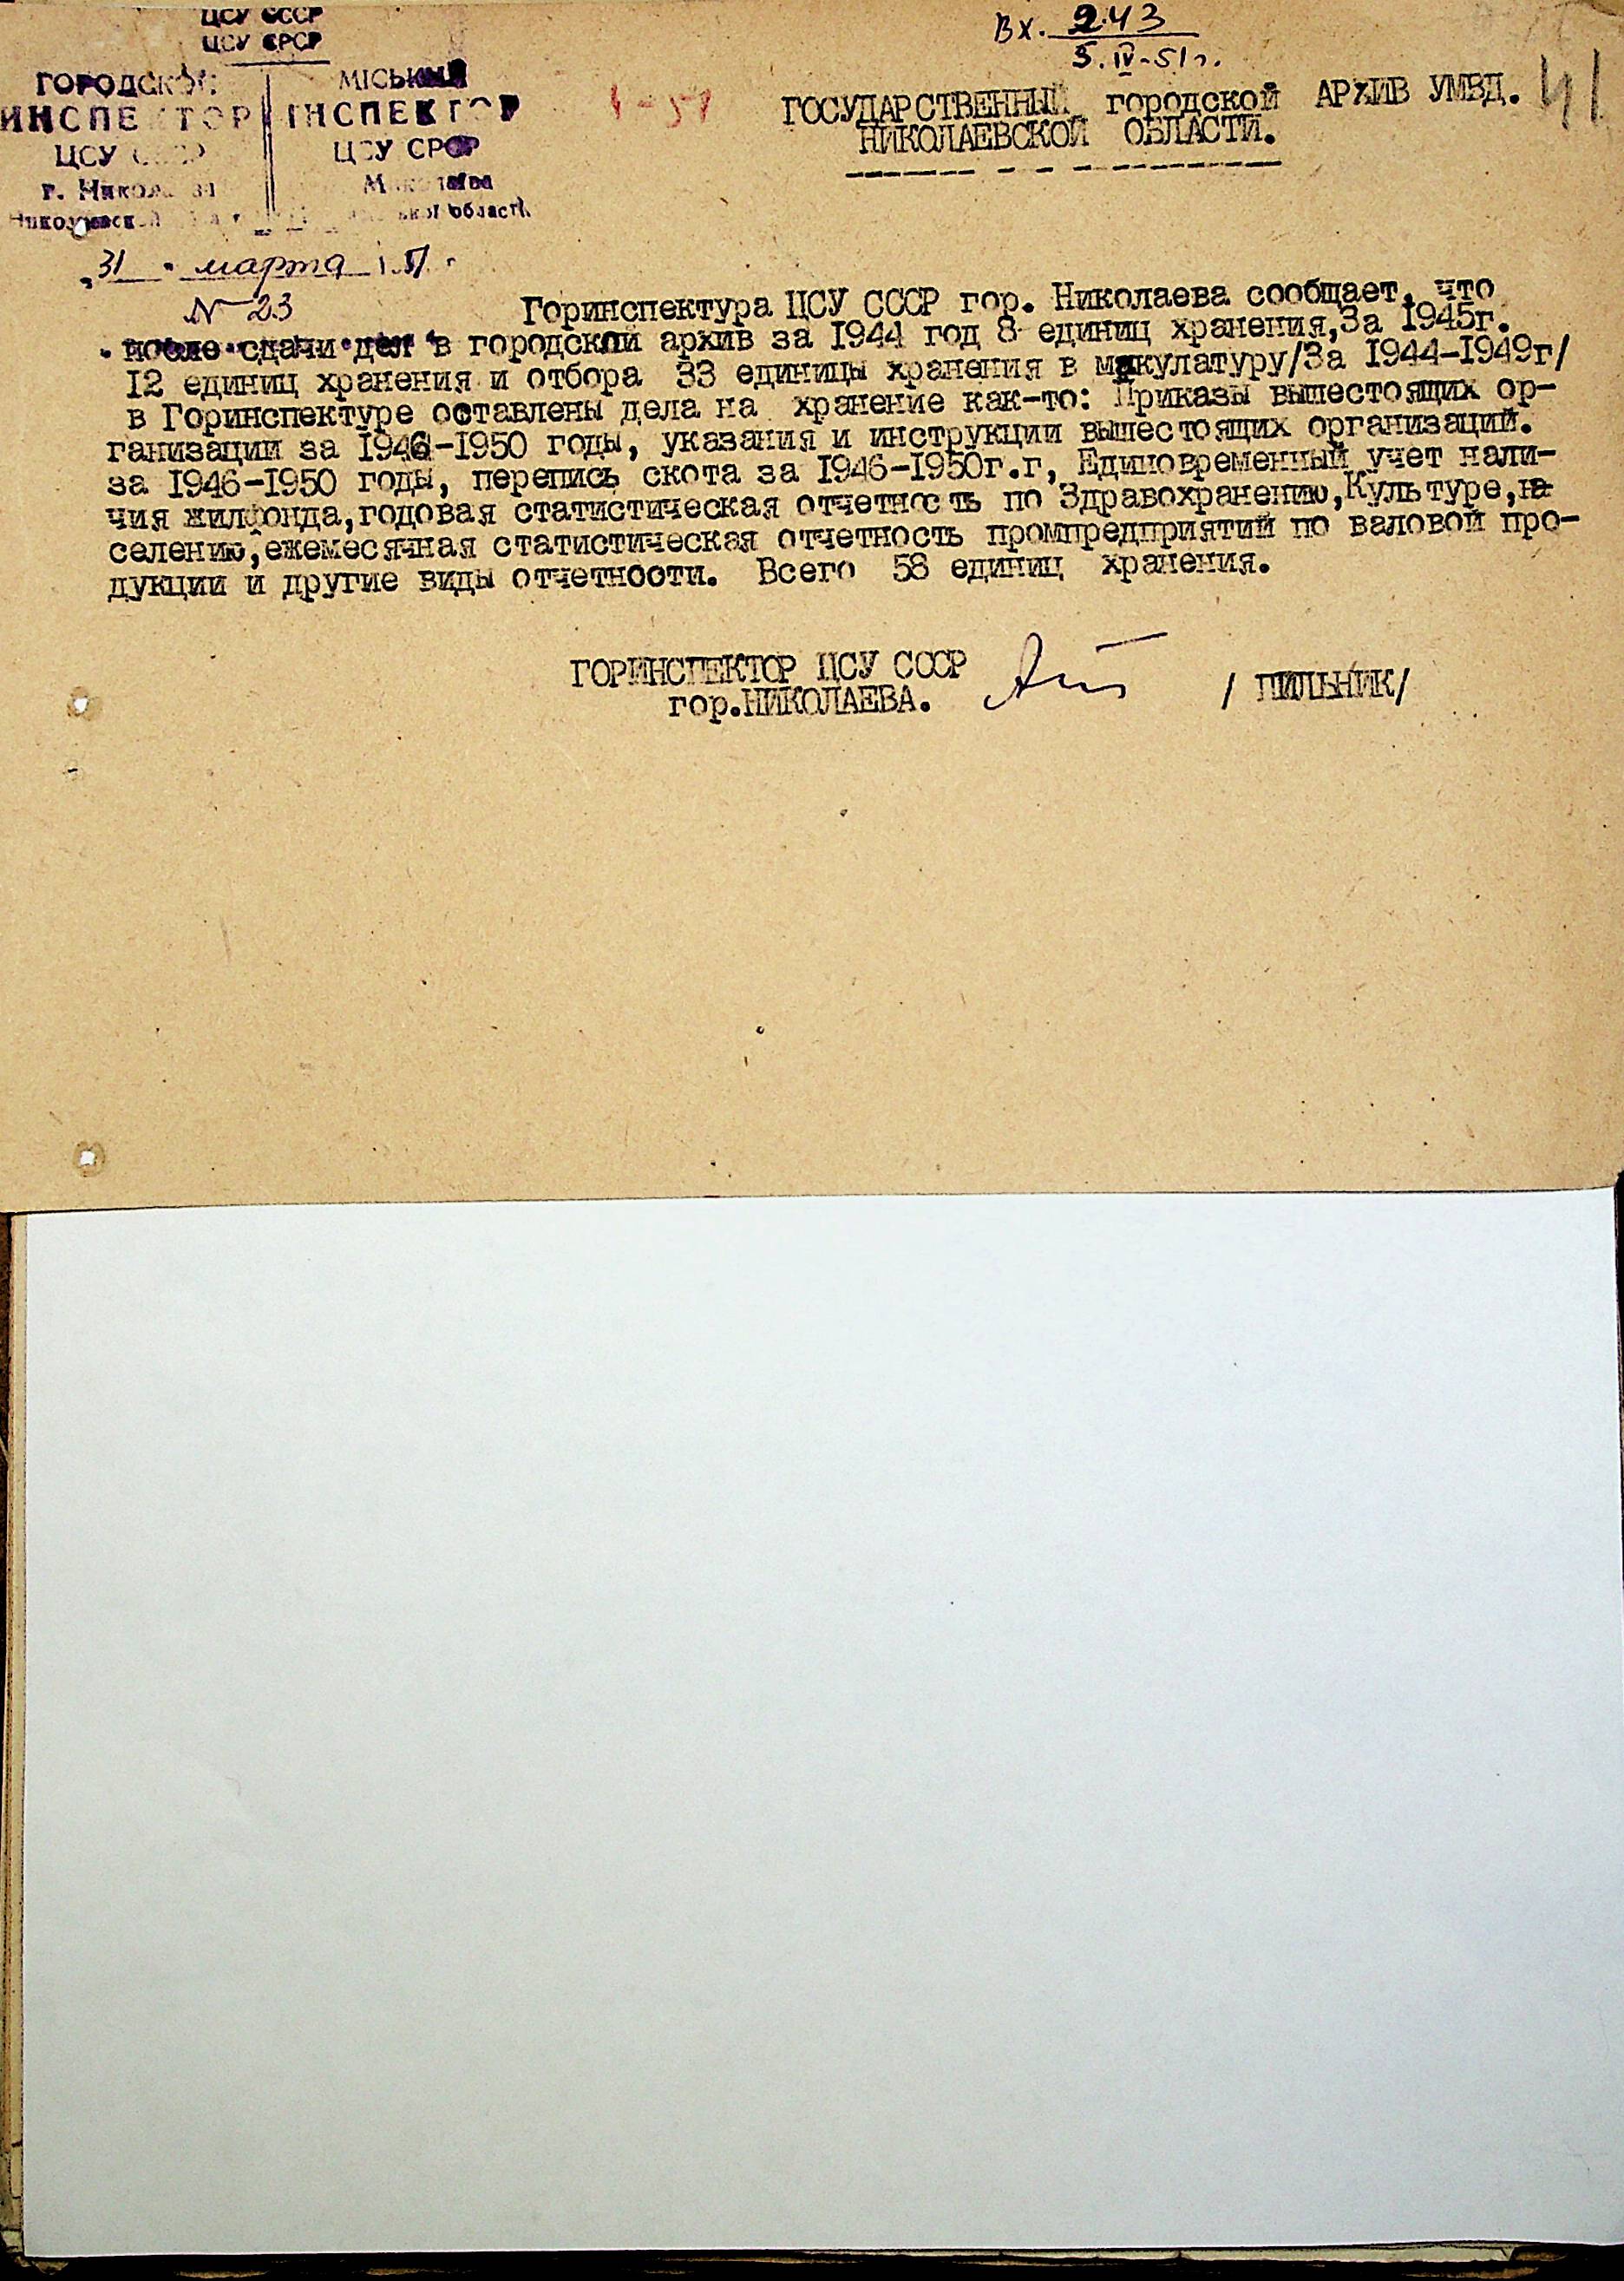 ЦСУ СССР
ЦСУ СРСР
ГОРОДСКОЙ
ИНСПЕКТОР
ЦСУ СССР
г. Николаева
Николаевской
МІСЬКИЙ
ІНСПЕКТОР
ЦСУ СРСР
М. Миколаєва
області
„31" марта 1951 г.
№ 23
Вх. 243
5.IV-51г.
41
ГОСУДАРСТВЕННЫЙ городской АРХИВ УМВД.
НИКОЛАЕВСКОЙ ОБЛАСТИ.
Горинспектура ЦСУ СССР гор. Николаева сообщает, что
после сдачи дел в городской архив за 1944 год 8 единиц хранения,За 1945г.
12 единиц хранения и отбора 33 единицы хранения в макулатуру/За 1944-1949г/
в Горинспектуре оставлены дела на хранение как-то: Приказы вышестоящих ор-
ганизации за 1946-1950 годы, указания и инструкции вышестоящих организаций.
за 1946-1950 годы, перепись скота за 1946-1950г.г, Единовременный учет нали-
чия жилфонда,годовая статистическая отчетность по Здравохранению,Культуре,на
селению,ежемесячная статистическая отчетность промпредприятий по валовой про-
дукции и другие виды отчетности. Всего 58 единиц хранения.
ГОРИНСПЕКТОР ЦСУ СССР
гор.НИКОЛАЕВА.
/ ПИЛЬНИК/